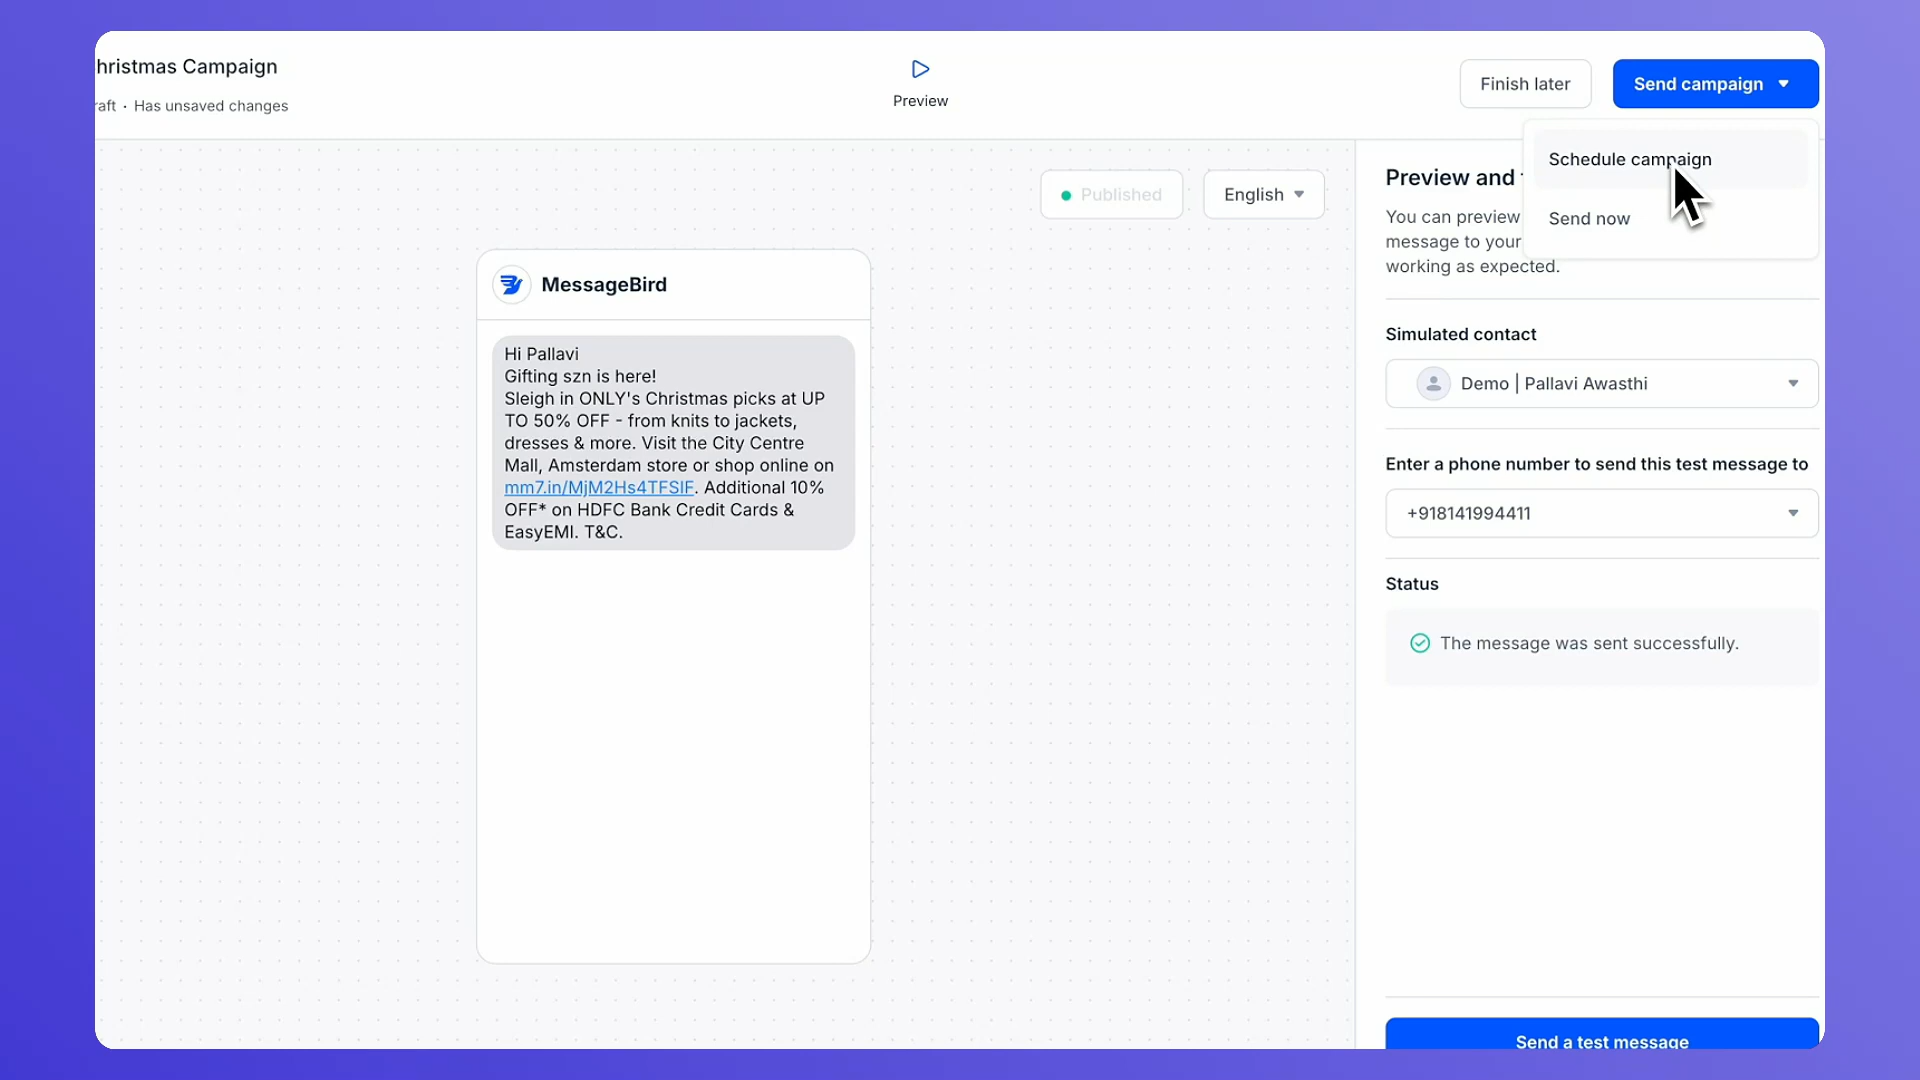 hristmas Campaign
raft · Has unsaved changes
Preview
Finish later
Send campaign
Schedule campaign
Send now
Published
English
Preview and
You can preview
message to your
working as expected.
MessageBird
Hi Pallavi
Gifting szn is here!
Sleigh in ONLY's Christmas picks at UP
TO 50% OFF - from knits to jackets,
dresses & more. Visit the City Centre
Mall, Amsterdam store or shop online on
mm7.in/MjM2Hs4TFSIF. Additional 10%
OFF* on HDFC Bank Credit Cards &
EasyEMI. T&C.
Simulated contact
Demo | Pallavi Awasthi
Enter a phone number to send this test message to
+918141994411
Status
The message was sent successfully.
Send a test message